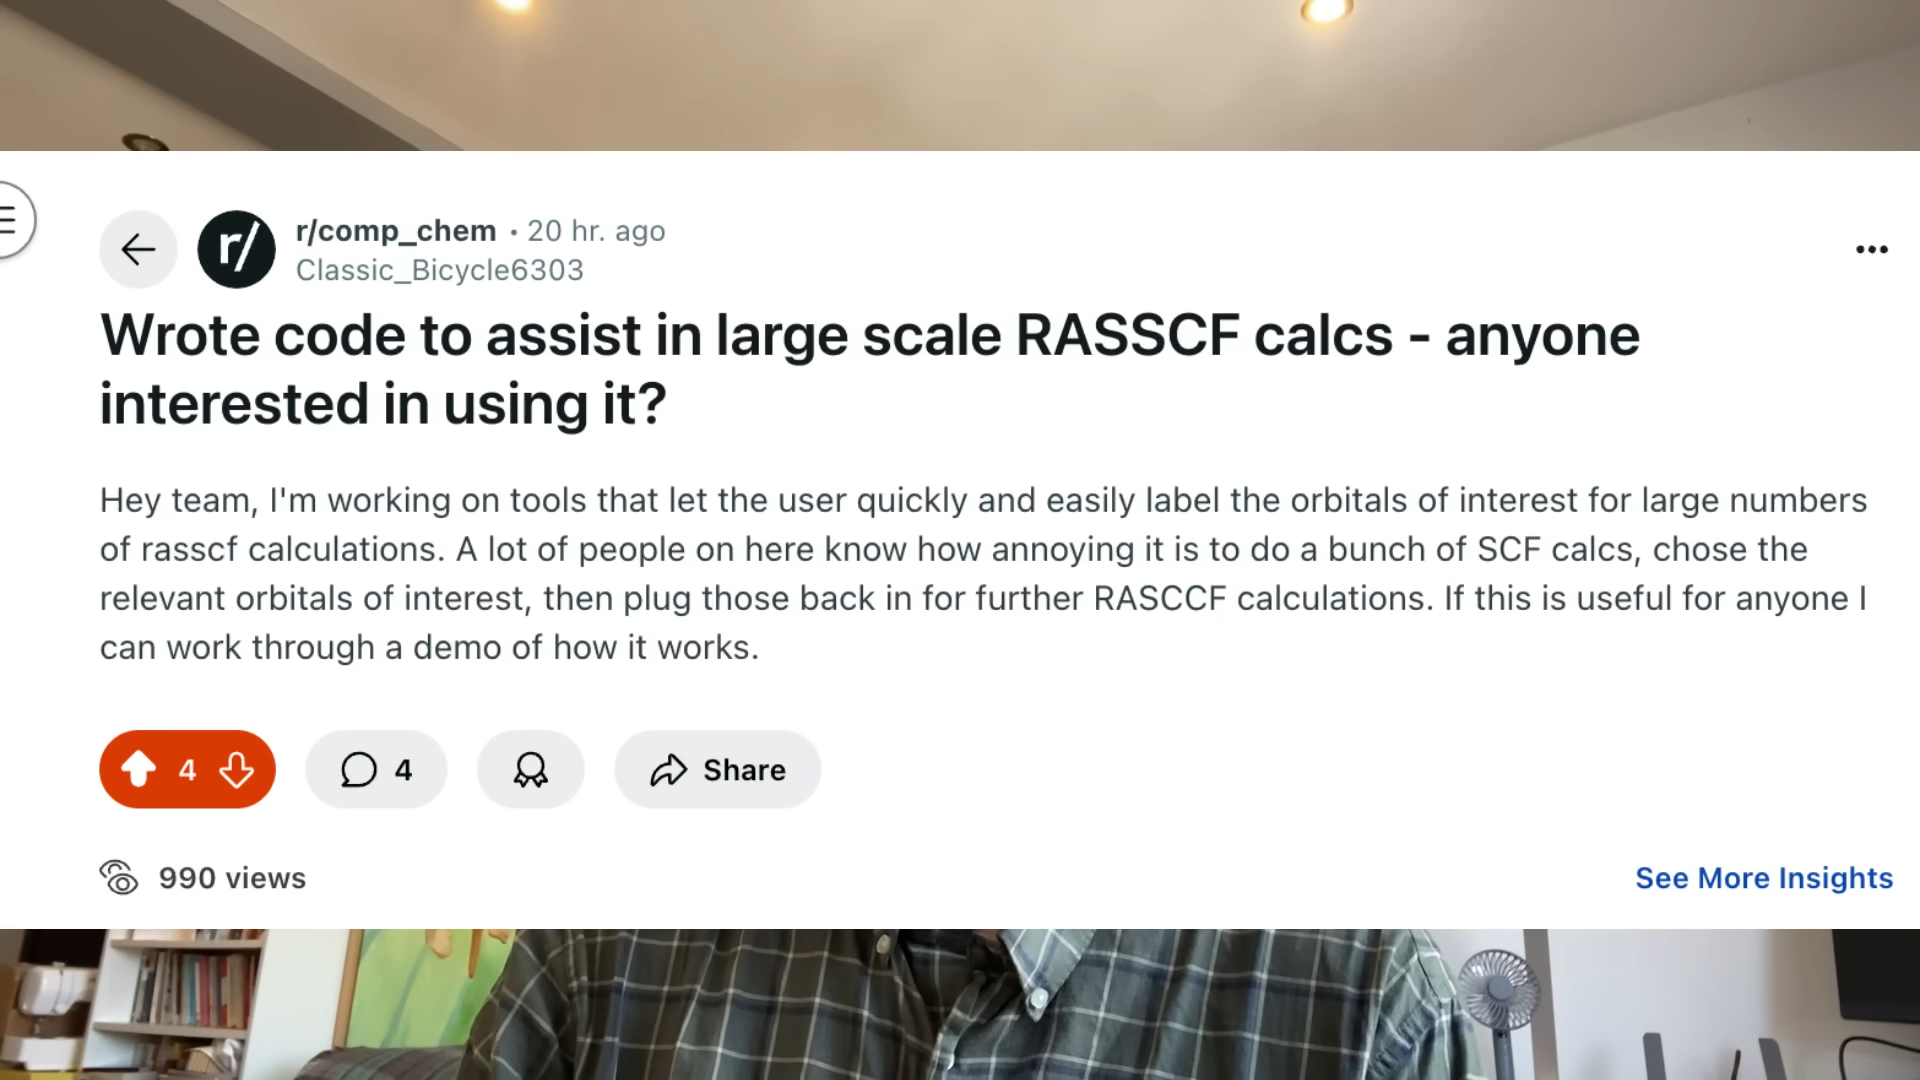 r/comp_chem • 20 hr. ago
Classic_Bicycle6303
Wrote code to assist in large scale RASSCF calcs - anyone
interested in using it?
Hey team, I'm working on tools that let the user quickly and easily label the orbitals of interest for large numbers
of rasscf calculations. A lot of people on here know how annoying it is to do a bunch of SCF calcs, chose the
relevant orbitals of interest, then plug those back in for further RASCCF calculations. If this is useful for anyone I
can work through a demo of how it works.
4 4 Share
990 views See More Insights